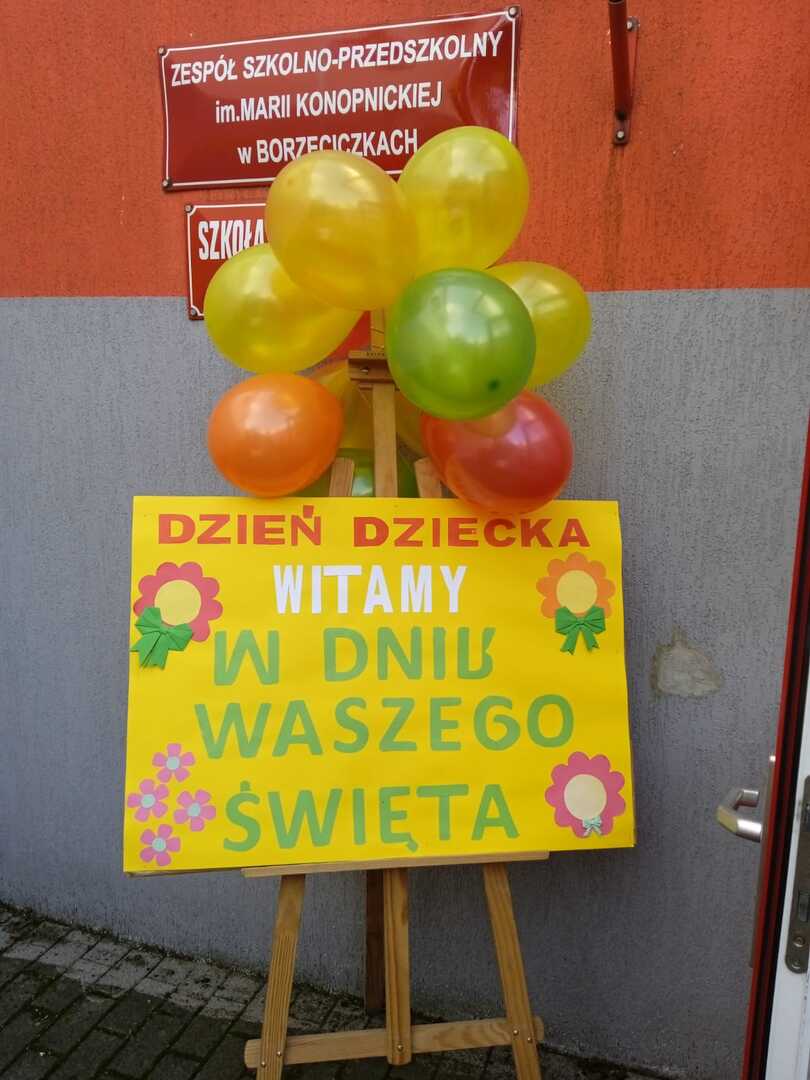 ZESPÓŁ SZKOLNO-PRZEDSZKOLNY
im.MARII KONOPNICKIEJ
w BORZĘCICZKACH
SZKOŁA
DZIEŃ DZIECKA
WITAMY
W DNIU
WASZEGO
ŚWIĘTA